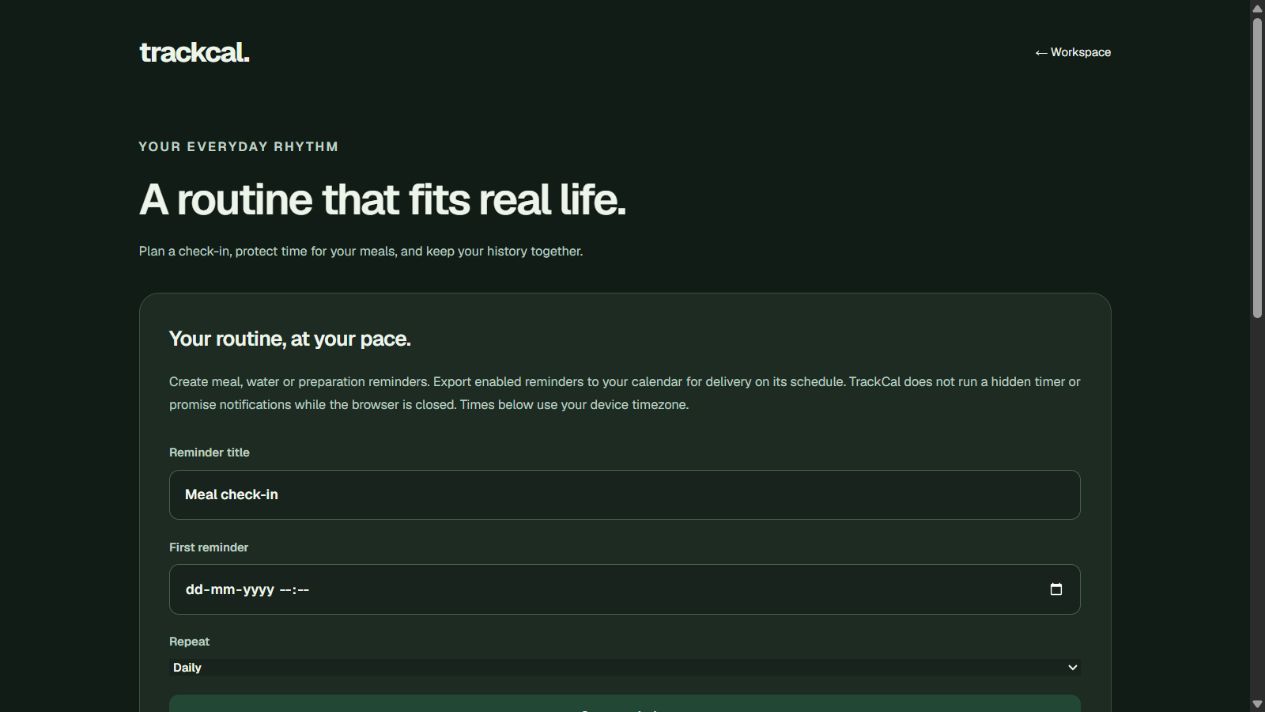 trackcal.
← Workspace
YOUR EVERYDAY RHYTHM
A routine that fits real life.
Plan a check-in, protect time for your meals, and keep your history together.
Your routine, at your pace.
Create meal, water or preparation reminders. Export enabled reminders to your calendar for delivery on its schedule. TrackCal does not run a hidden timer or
promise notifications while the browser is closed. Times below use your device timezone.
Reminder title
Meal check-in
First reminder
dd-mm-yyyy --:--
Repeat
Daily